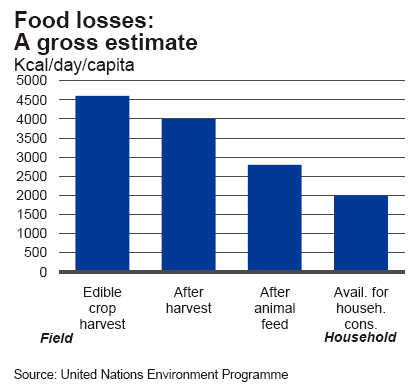 Food losses:
A gross estimate
Kcal/day/capita
5000
4500
4000
3500
3000
2500
2000
1500
1000
500
0
Edible
crop
harvest
After
harvest
After
animal
feed
Avail. for
househ.
cons.
Field
Household
Source: United Nations Environment Programme